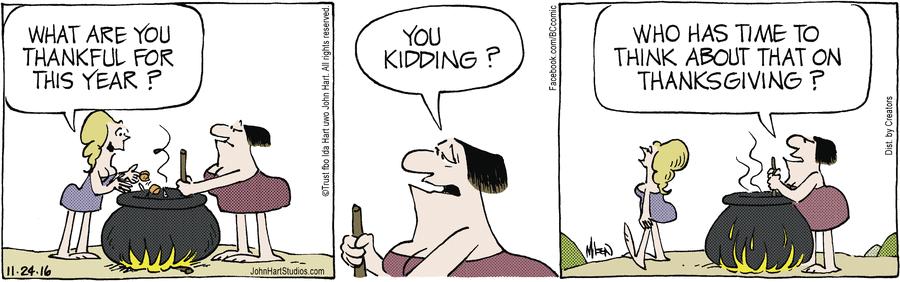 WHAT ARE YOU
THANKFUL FOR
THIS YEAR?
11·24·16
JohnHartStudios.com
©Trust fbo Ida Hart uwo John Hart. All rights reserved.
YOU
KIDDING?
Facebook.com/BCcomic
WHO HAS TIME TO
THINK ABOUT THAT ON
THANKSGIVING?
Dist. by Creators